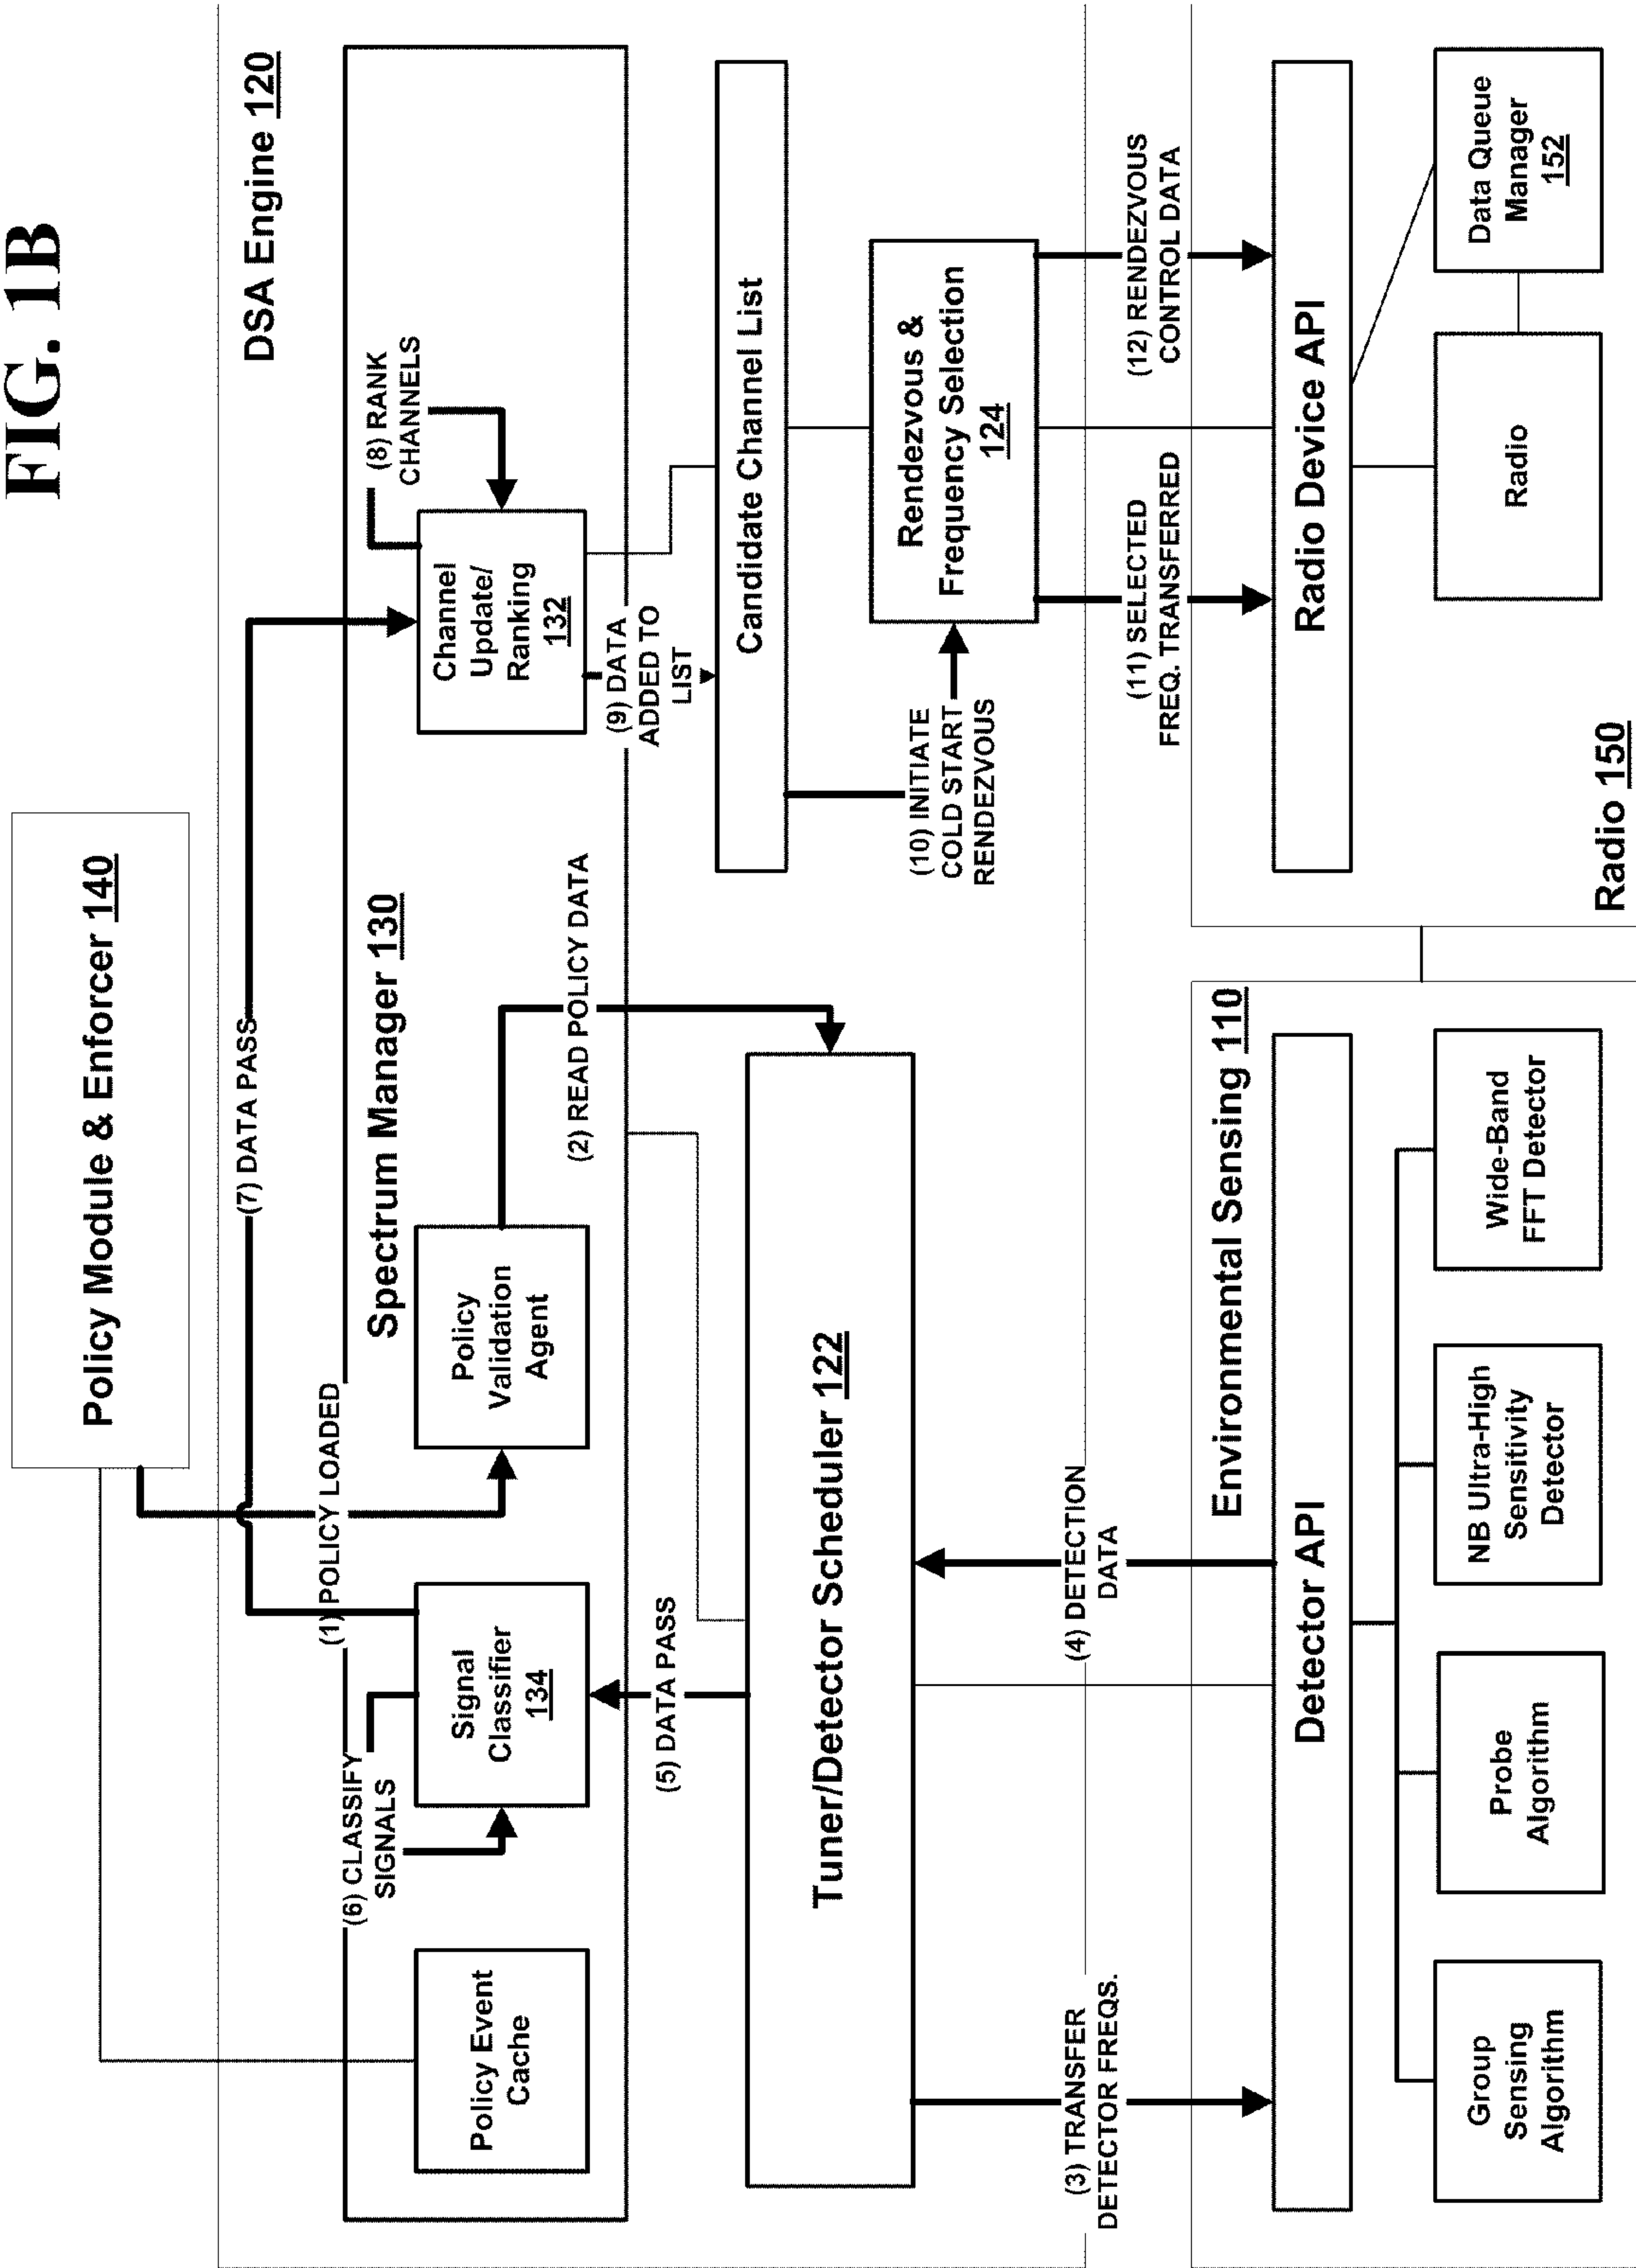 FIG. 1B
Policy Module & Enforcer 140
DSA Engine 120
(7) DATA PASS
(1) POLICY LOADED
Spectrum Manager 130
(6) CLASSIFY
SIGNALS
(8) RANK
CHANNELS
Policy Event
Cache
Signal
Classifier
134
Policy
Validation
Agent
Channel
Update/
Ranking
132
(2) READ POLICY DATA
(9) DATA
ADDED TO
LIST
(5) DATA PASS
Candidate Channel List
Tuner/Detector Scheduler 122
(10) INITIATE
COLD START
RENDEZVOUS
Rendezvous &
Frequency Selection
124
(3) TRANSFER
DETECTOR FREQS.
(4) DETECTION
DATA
(11) SELECTED
FREQ. TRANSFERRED
(12) RENDEZVOUS
CONTROL DATA
Environmental Sensing 110
Detector API
Radio Device API
Group
Sensing
Algorithm
Probe
Algorithm
NB Ultra-High
Sensitivity
Detector
Wide-Band
FFT Detector
Radio
Data Queue
Manager
152
Radio 150